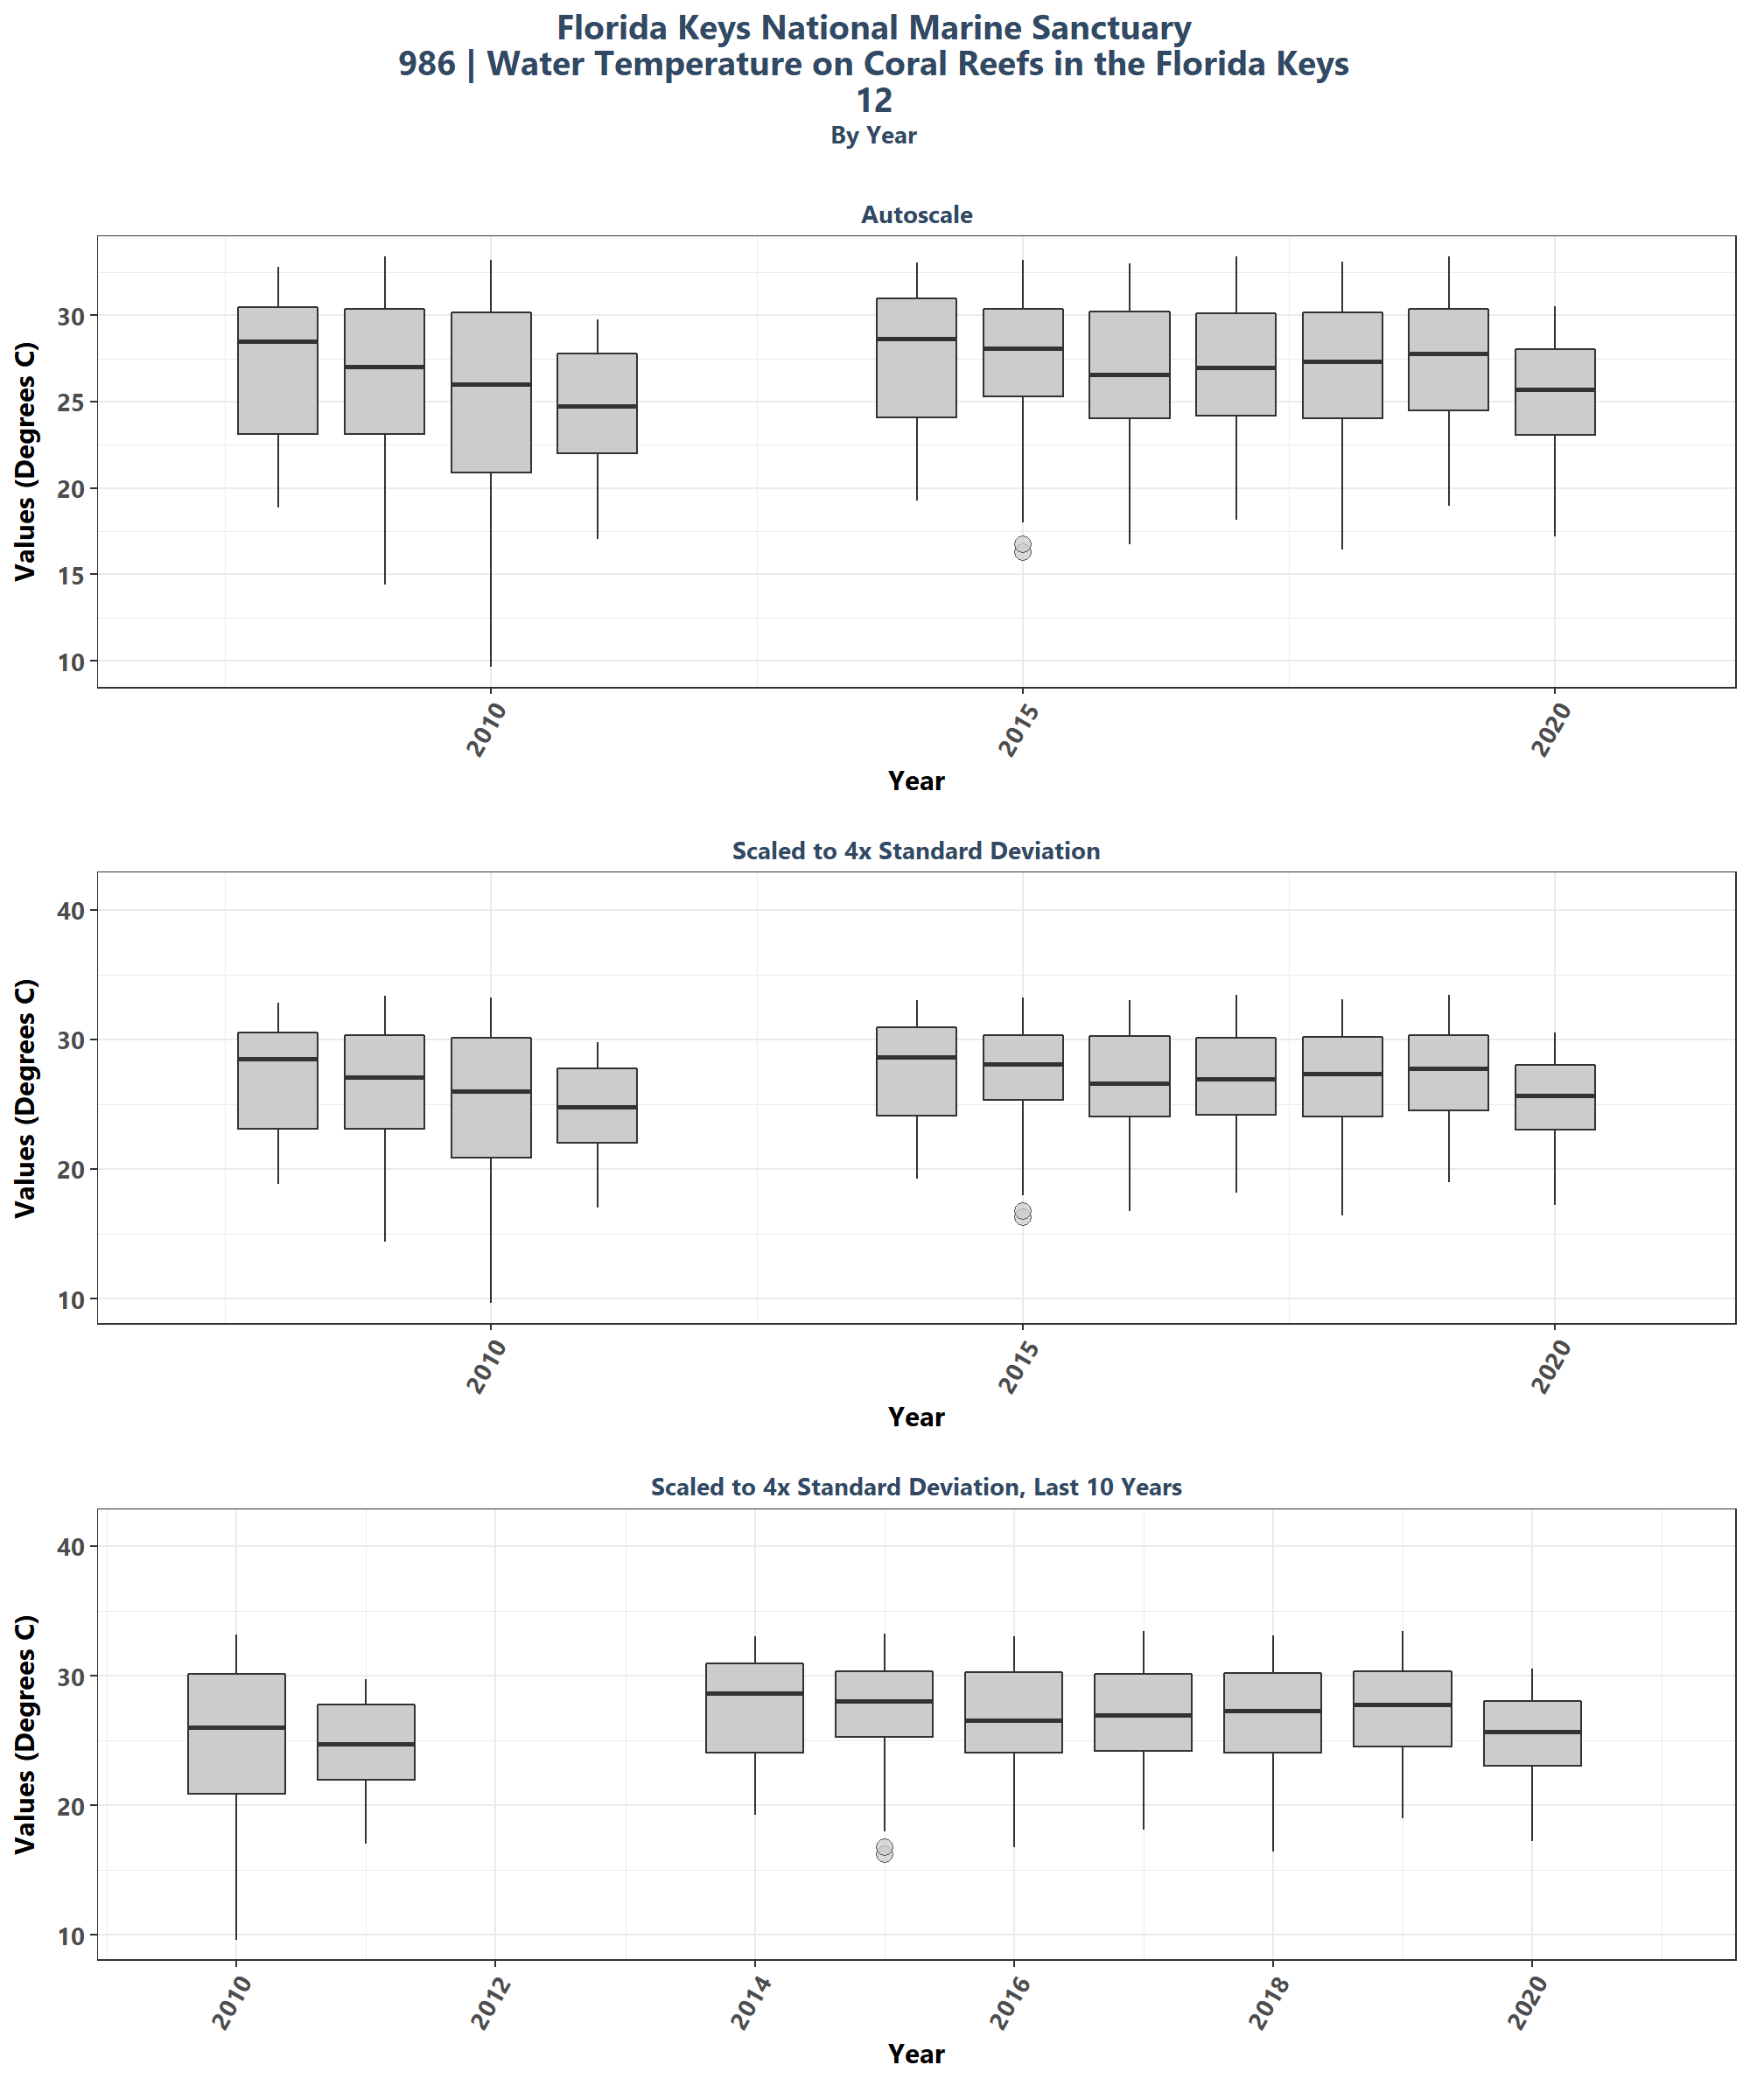 Florida Keys National Marine Sanctuary
986 | Water Temperature on Coral Reefs in the Florida Keys
12
By Year
Autoscale
Values (Degrees C)
30
25
20
15
10
2010
2015
2020
Year
Scaled to 4x Standard Deviation
Values (Degrees C)
40
30
20
10
2010
2015
2020
Year
Scaled to 4x Standard Deviation, Last 10 Years
Values (Degrees C)
40
30
20
10
2010
2012
2014
2016
2018
2020
Year